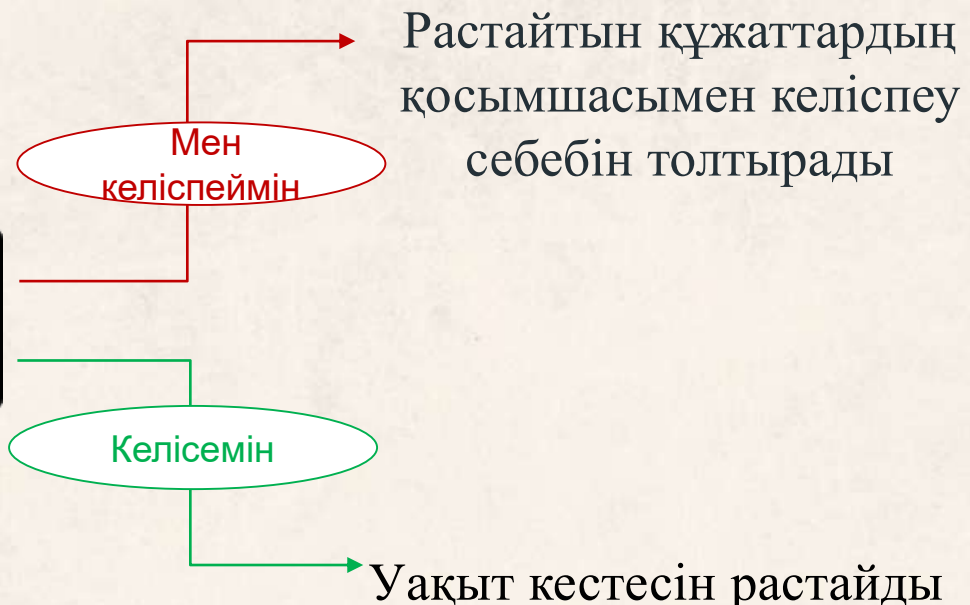 Растайтын құжаттардың
қосымшасымен келіспеу
себебін толтырады
Мен
келіспеймін
Келісемін
Уақыт кестесін растайды